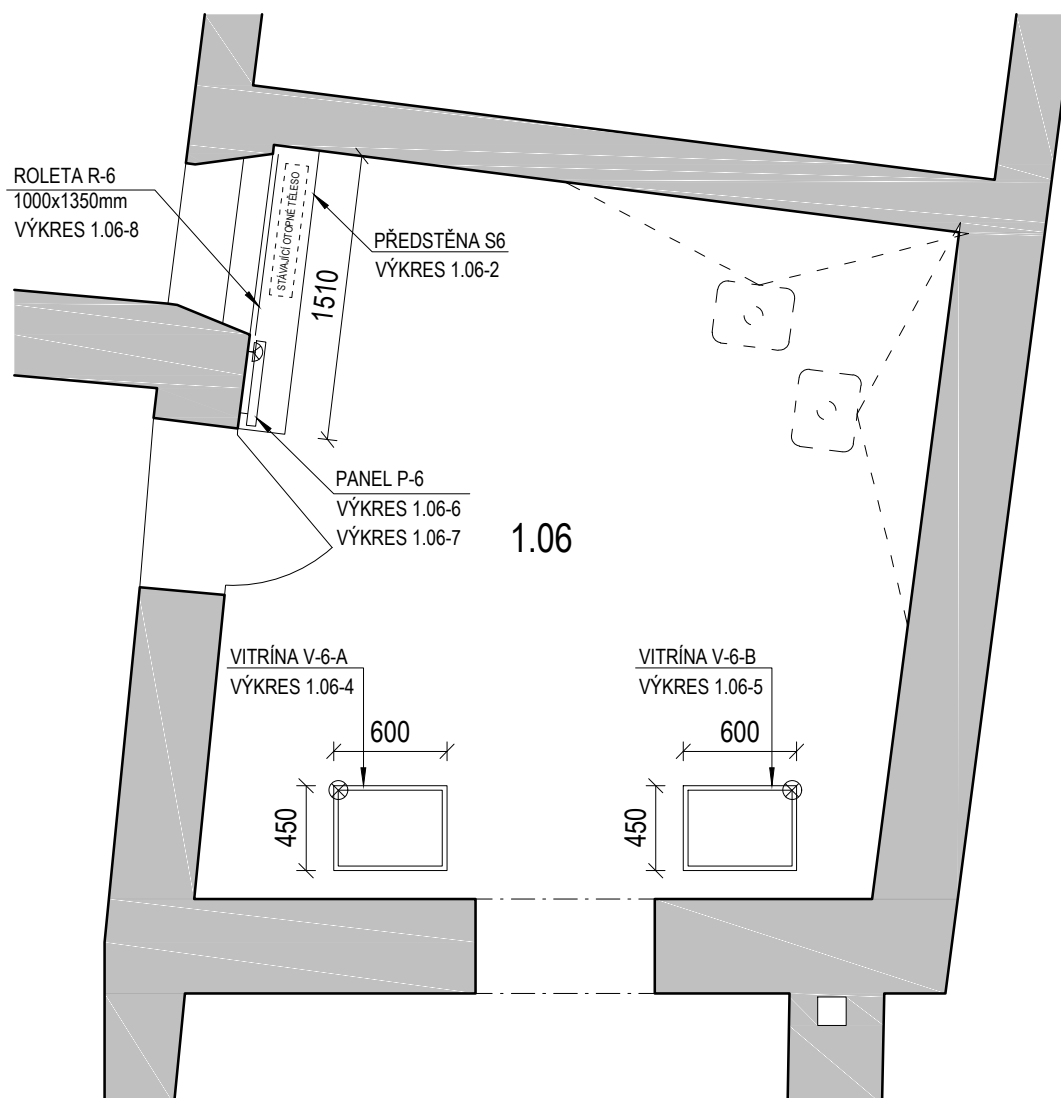 ROLETA R-6
1000x1350mm
VÝKRES 1.06-8
STÁVAJÍCÍ OTOPNÉ TĚLESO
PŘEDSTĚNA S6
VÝKRES 1.06-2
1510
PANEL P-6
VÝKRES 1.06-6
VÝKRES 1.06-7
1.06
VITRÍNA V-6-A
VÝKRES 1.06-4
VITRÍNA V-6-B
VÝKRES 1.06-5
600
600
450
450